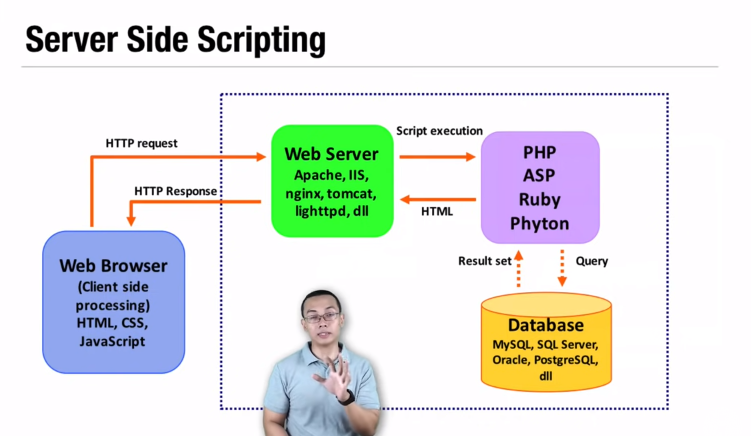 Server Side Scripting
HTTP request
HTTP Response
Web Browser
(Client side
processing)
HTML, CSS,
JavaScript
Web Server
Apache, IIS,
nginx, tomcat,
lighttpd, dll
Script execution
HTML
PHP
ASP
Ruby
Phyton
Result set
Query
Database
MySQL, SQL Server,
Oracle, PostgreSQL,
dll